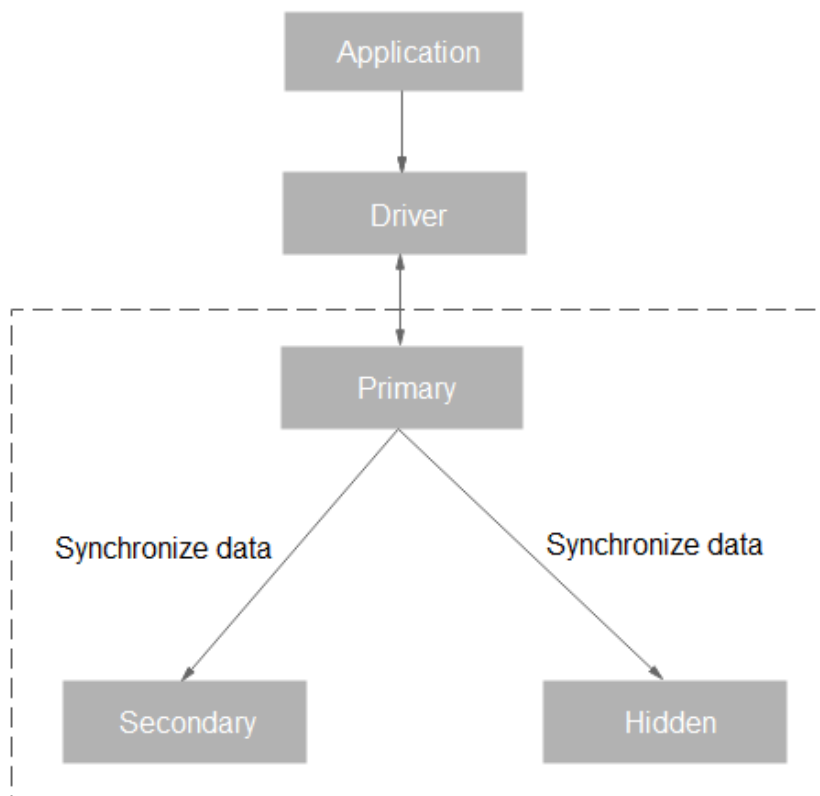 Application
Driver
Primary
Synchronize data
Synchronize data
Secondary
Hidden